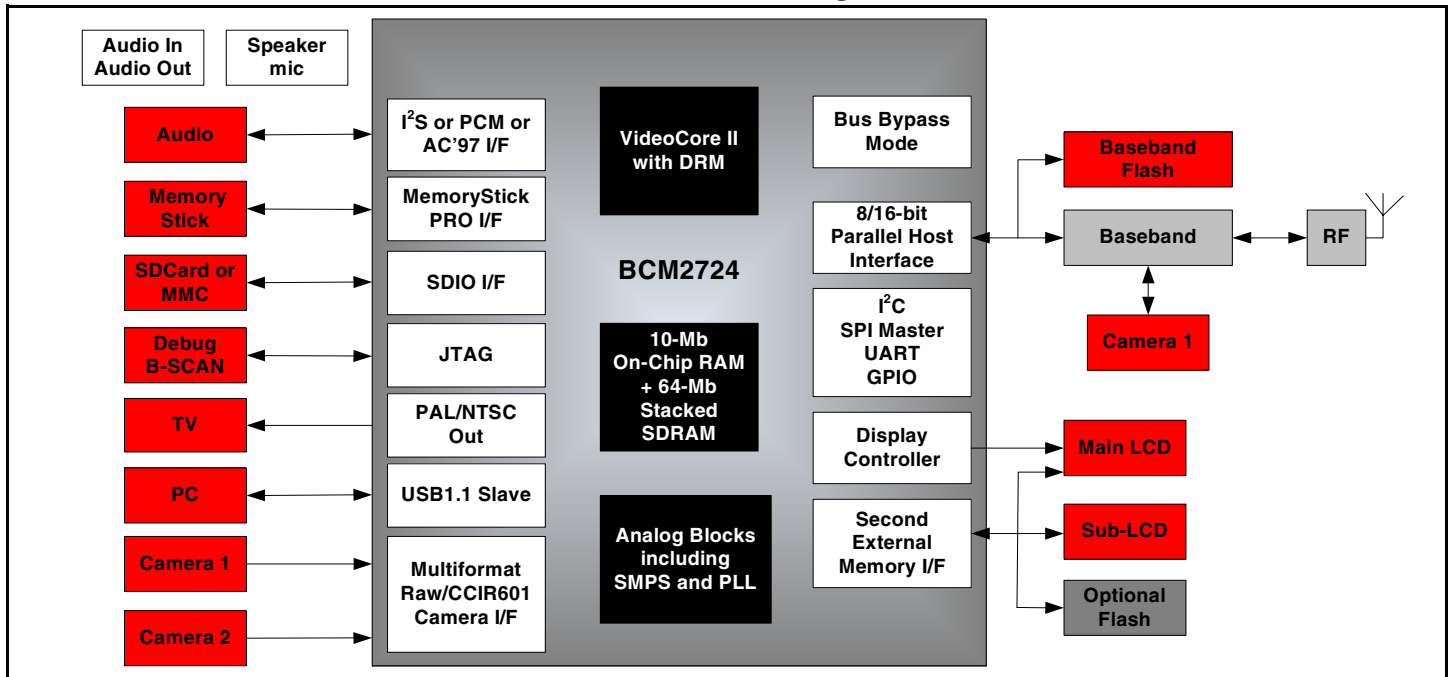 Audio In
Audio Out
Speaker
mic
Audio
Memory
Stick
SDCard or
MMC
Debug
B-SCAN
TV
PC
Camera 1
Camera 2
I²S or PCM or
AC'97 I/F
MemoryStick
PRO I/F
SDIO I/F
JTAG
PAL/NTSC
Out
USB1.1 Slave
Multiformat
Raw/CCIR601
Camera I/F
VideoCore II
with DRM
BCM2724
10-Mb
On-Chip RAM
+ 64-Mb
Stacked
SDRAM
Analog Blocks
including
SMPS and PLL
Bus Bypass
Mode
8/16-bit
Parallel Host
Interface
I²C
SPI Master
UART
GPIO
Display
Controller
Second
External
Memory I/F
Baseband
Flash
Baseband
RF
Camera 1
Main LCD
Sub-LCD
Optional
Flash